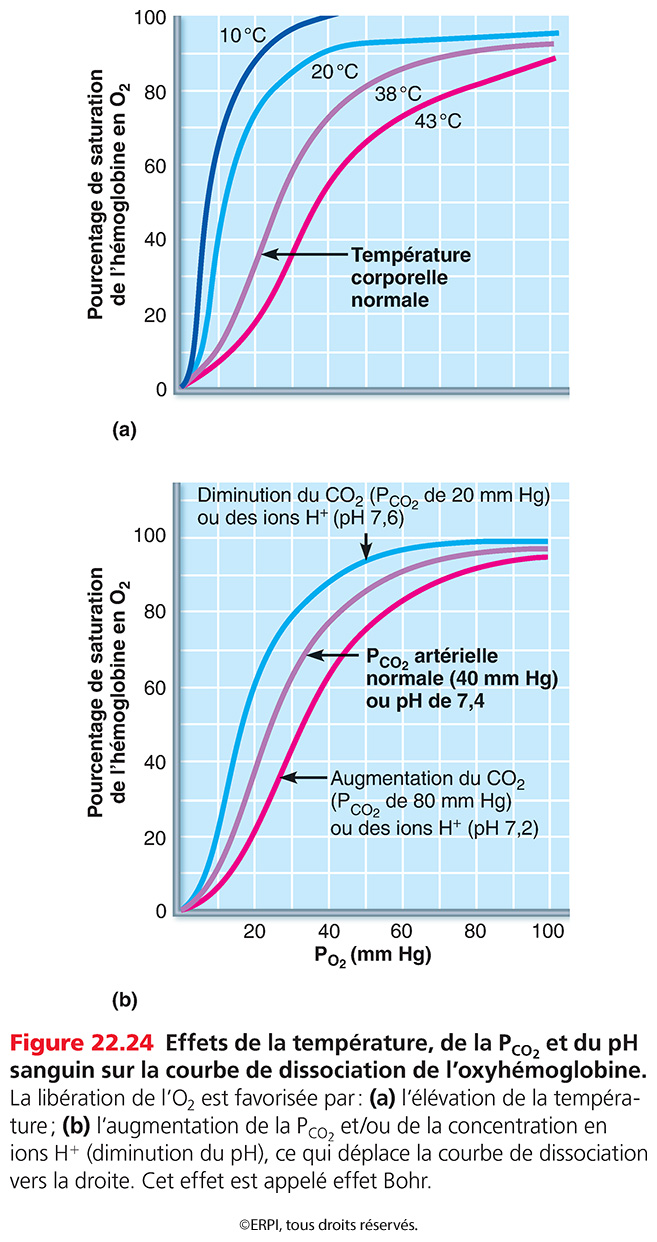 100
80
60
40
20
0
Pourcentage de saturation
de l’hémoglobine en O₂
10 °C
20 °C
38 °C
43 °C
Température
corporelle
normale
(a)
100
80
60
40
20
0
Pourcentage de saturation
de l’hémoglobine en O₂
Diminution du CO₂ (P_CO₂ de 20 mm Hg)
ou des ions H⁺ (pH 7,6)
P_CO₂ artérielle
normale (40 mm Hg)
ou pH de 7,4
Augmentation du CO₂
(P_CO₂ de 80 mm Hg)
ou des ions H⁺ (pH 7,2)
20 40 60 80 100
P_O₂ (mm Hg)
(b)
Figure 22.24 Effets de la température, de la P_CO₂ et du pH
sanguin sur la courbe de dissociation de l’oxyhémoglobine.
La libération de l’O₂ est favorisée par : (a) l’élévation de la tempéra-
ture ; (b) l’augmentation de la P_CO₂ et/ou de la concentration en
ions H⁺ (diminution du pH), ce qui déplace la courbe de dissociation
vers la droite. Cet effet est appelé effet Bohr.
©ERPI, tous droits réservés.